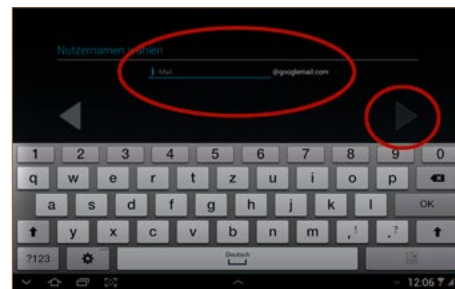 Nutzernamen wählen
E-Mail @googlemail.com
1 2 3 4 5 6 7 8 9 0
q w e r t z u i o p
a s d f g h j k l OK
y x c v b n m , ! . ?
?123 Deutsch
12:06